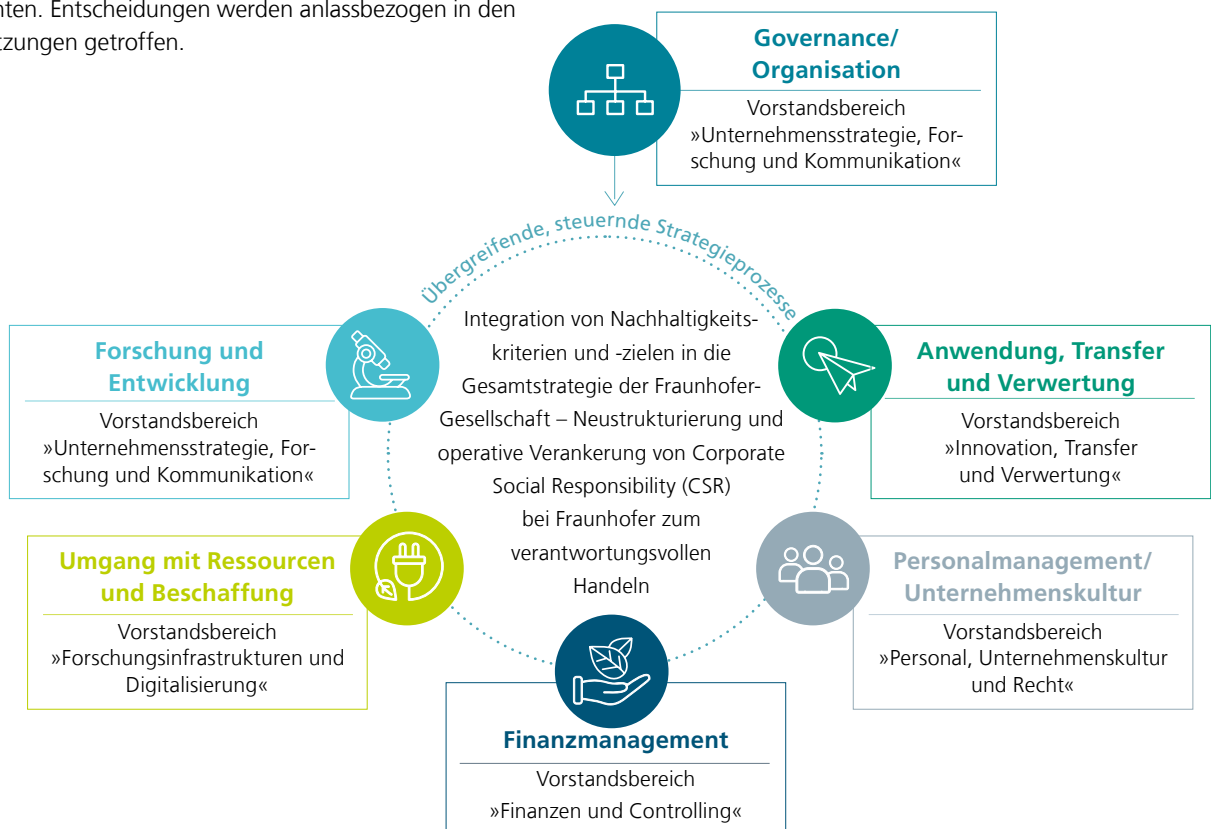 nten. Entscheidungen werden anlassbezogen in den
tzungen getroffen.
Governance/
Organisation
Vorstandsbereich
»Unternehmensstrategie, For-
schung und Kommunikation«
Übergreifende, steuernde Strategieprozesse
Integration von Nachhaltigkeits-
kriterien und -zielen in die
Gesamtstrategie der Fraunhofer-
Gesellschaft – Neustrukturierung und
operative Verankerung von Corporate
Social Responsibility (CSR)
bei Fraunhofer zum
verantwortungsvollen
Handeln
Forschung und
Entwicklung
Vorstandsbereich
»Unternehmensstrategie, For-
schung und Kommunikation«
Anwendung, Transfer
und Verwertung
Vorstandsbereich
»Innovation, Transfer
und Verwertung«
Umgang mit Ressourcen
und Beschaffung
Vorstandsbereich
»Forschungsinfrastrukturen und
Digitalisierung«
Personalmanagement/
Unternehmenskultur
Vorstandsbereich
»Personal, Unternehmenskultur
und Recht«
Finanzmanagement
Vorstandsbereich
»Finanzen und Controlling«